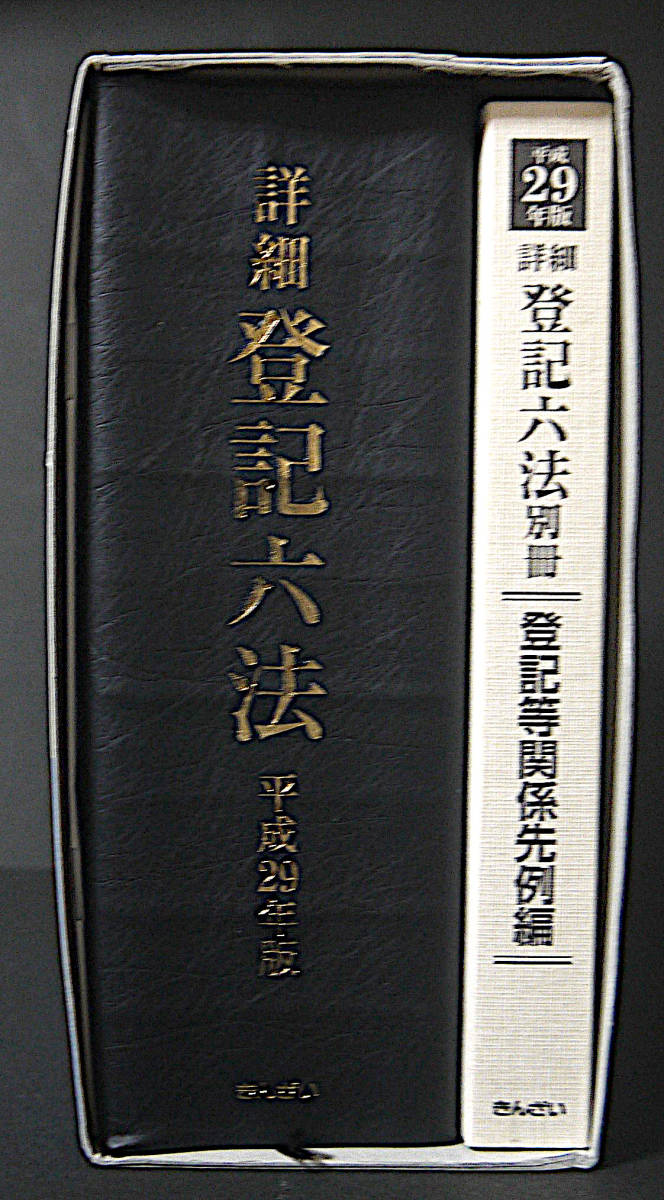 詳細
登記六法
平成29年版
きんざい
平成
29
年版
詳細
登記六法別冊
登記等関係先例編
きんざい